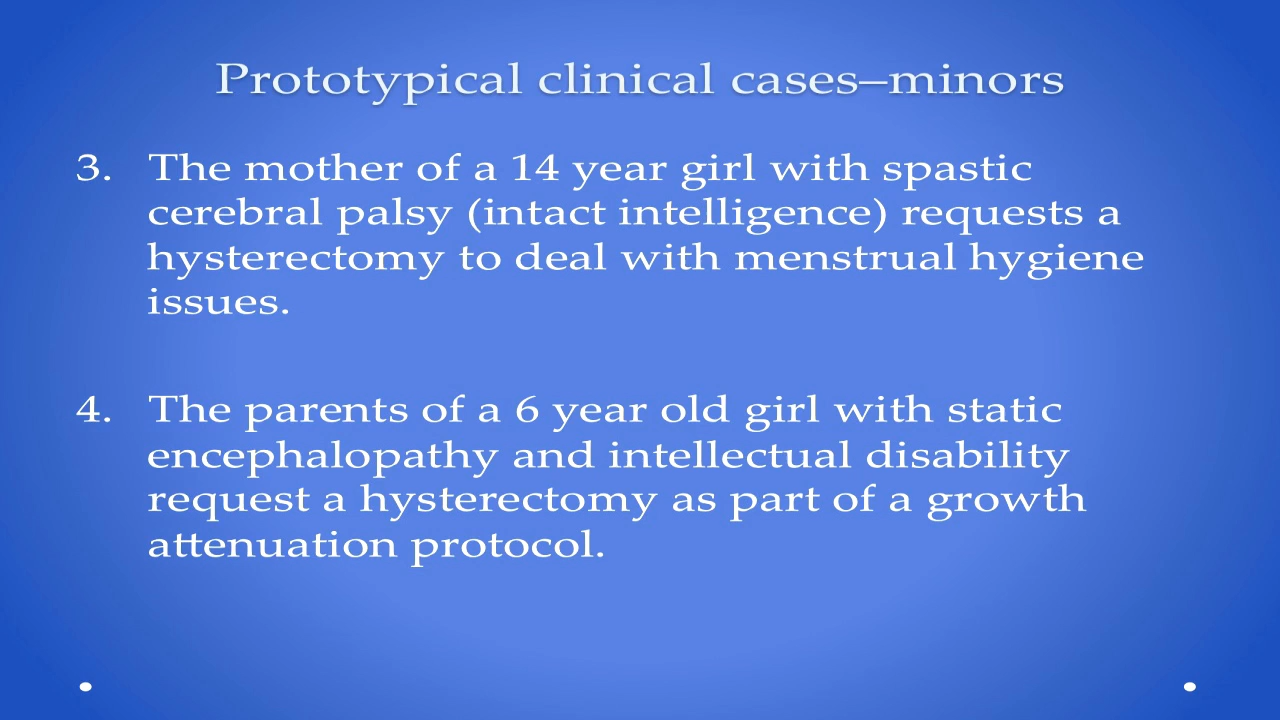 Prototypical clinical cases–minors
3. The mother of a 14 year girl with spastic
cerebral palsy (intact intelligence) requests a
hysterectomy to deal with menstrual hygiene
issues.
4. The parents of a 6 year old girl with static
encephalopathy and intellectual disability
request a hysterectomy as part of a growth
attenuation protocol.